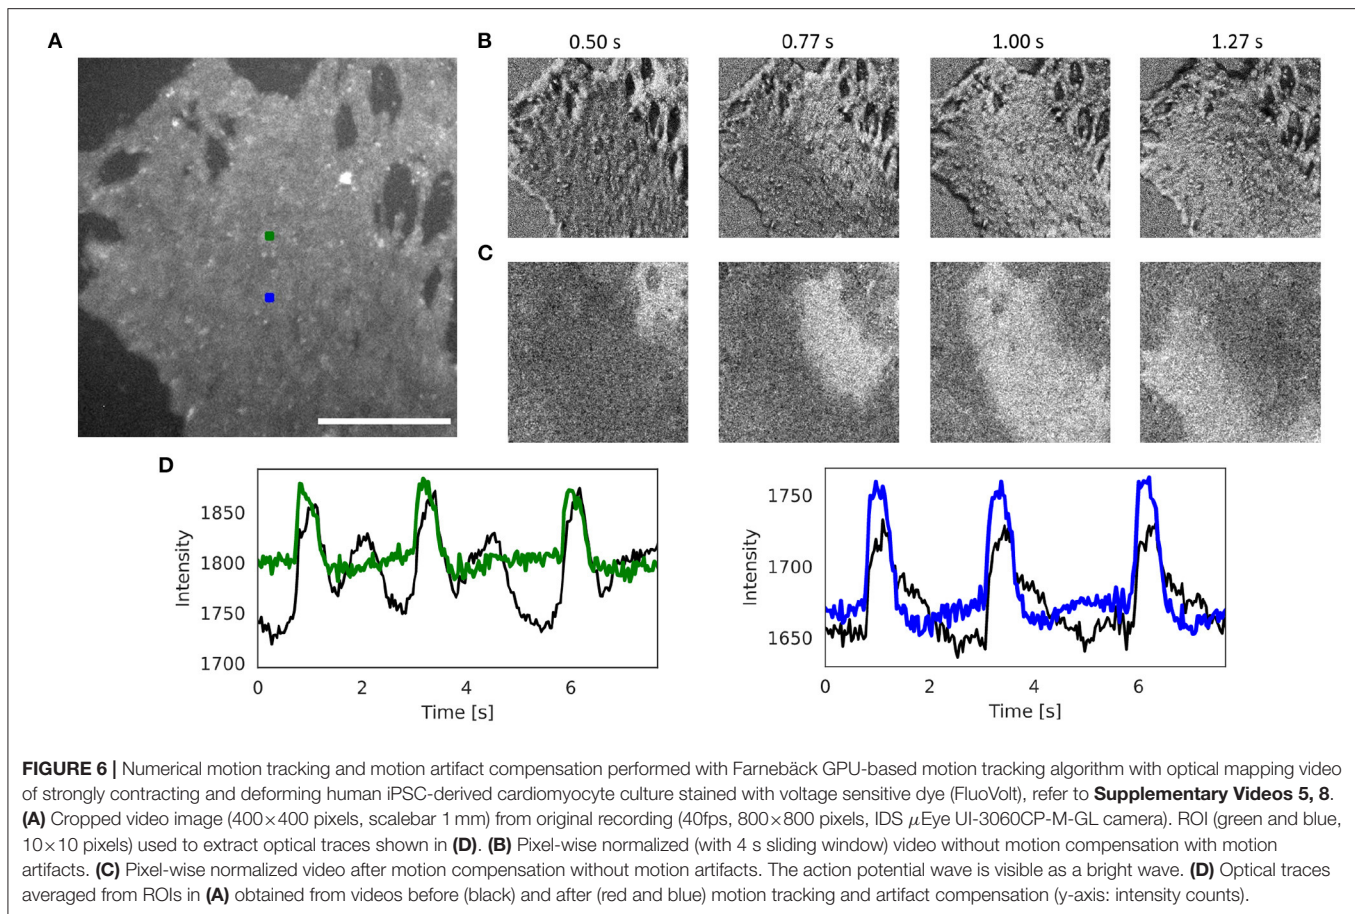 A
B
0.50 s
0.77 s
1.00 s
1.27 s
C
D
1850
1800
1750
1700
Intensity
0
2
4
6
Time [s]
1750
1700
1650
Intensity
0
2
4
6
Time [s]
FIGURE 6 | Numerical motion tracking and motion artifact compensation performed with Farnebäck GPU-based motion tracking algorithm with optical mapping video
of strongly contracting and deforming human iPSC-derived cardiomyocyte culture stained with voltage sensitive dye (FluoVolt), refer to Supplementary Videos 5, 8.
(A) Cropped video image (400×400 pixels, scalebar 1 mm) from original recording (40fps, 800×800 pixels, IDS μEye UI-3060CP-M-GL camera). ROI (green and blue,
10×10 pixels) used to extract optical traces shown in (D). (B) Pixel-wise normalized (with 4 s sliding window) video without motion compensation with motion
artifacts. (C) Pixel-wise normalized video after motion compensation without motion artifacts. The action potential wave is visible as a bright wave. (D) Optical traces
averaged from ROIs in (A) obtained from videos before (black) and after (red and blue) motion tracking and artifact compensation (y-axis: intensity counts).